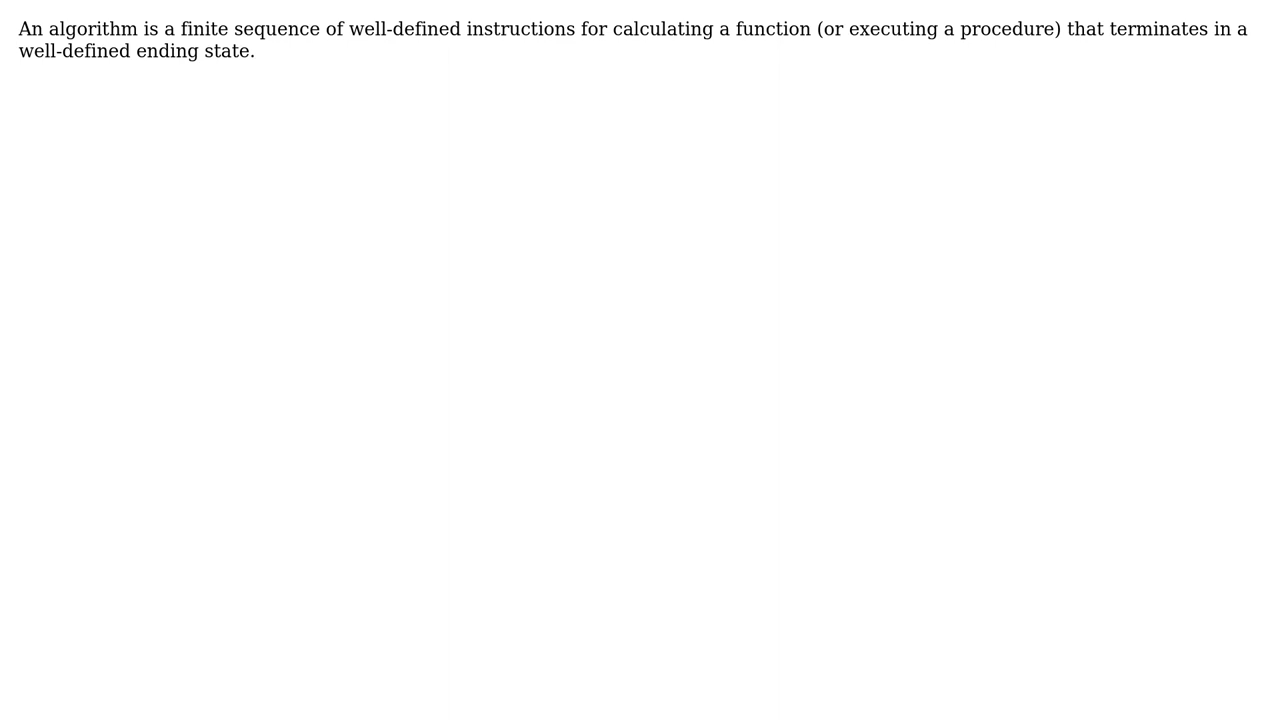 An algorithm is a finite sequence of well-defined instructions for calculating a function (or executing a procedure) that terminates in a
well-defined ending state.